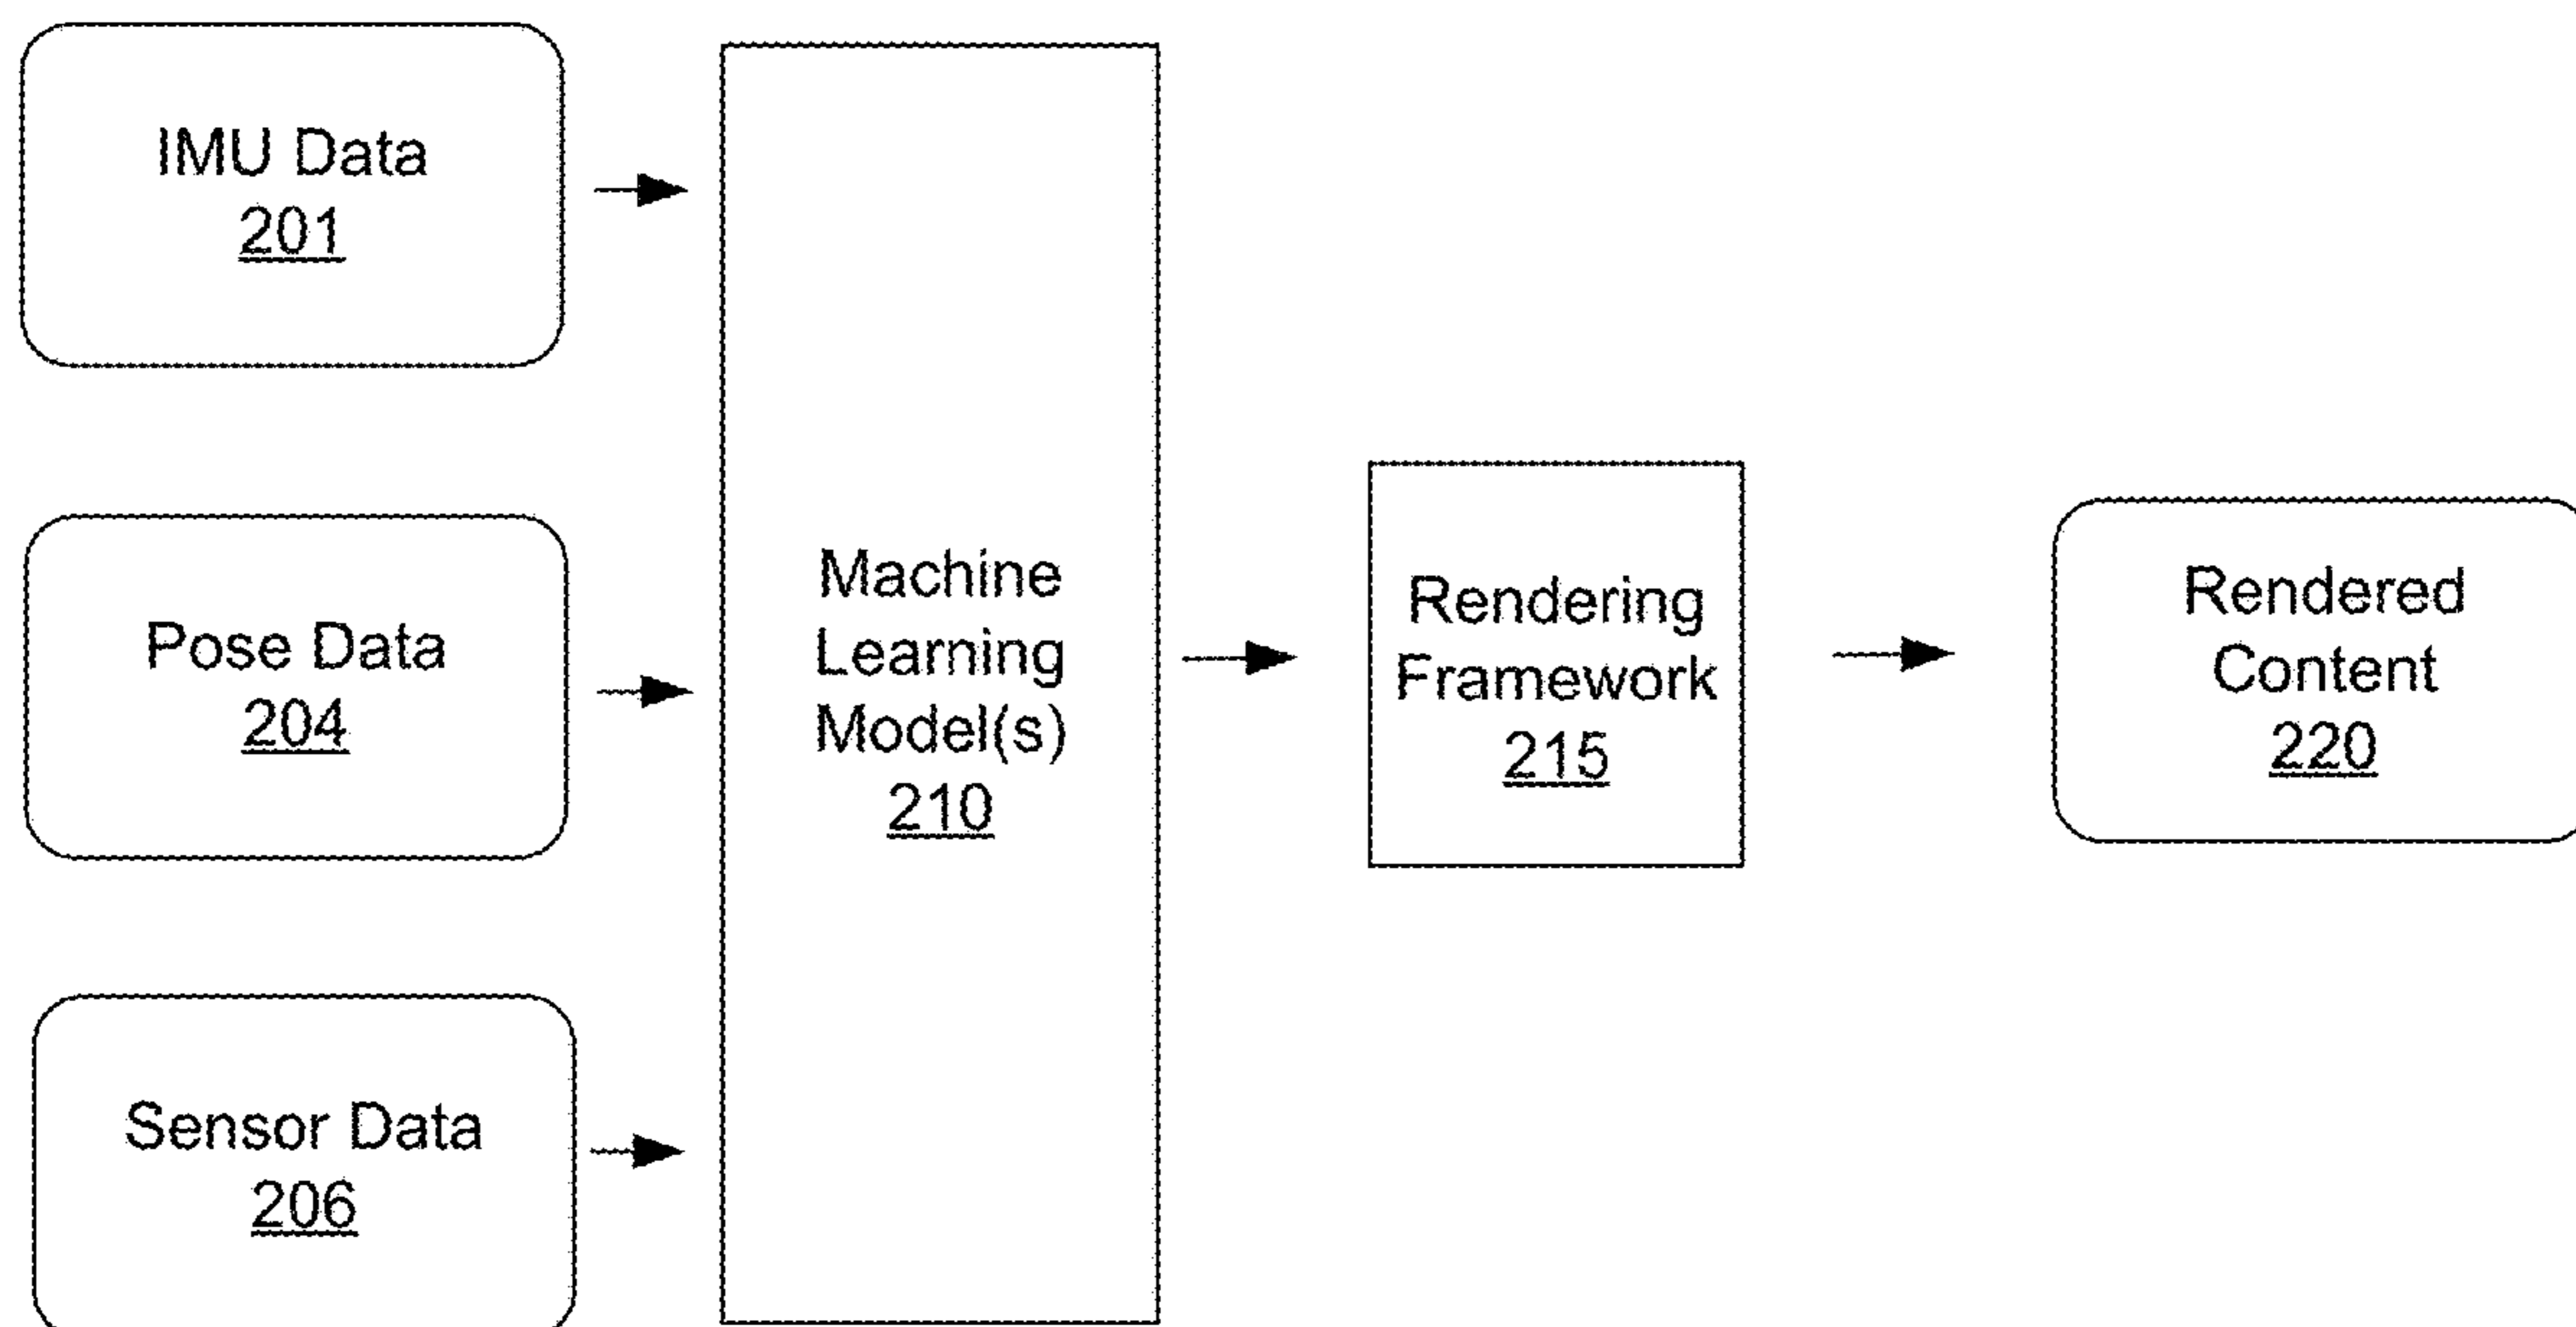 IMU Data
201
Pose Data
204
Sensor Data
206
Machine
Learning
Model(s)
210
Rendering
Framework
215
Rendered
Content
220